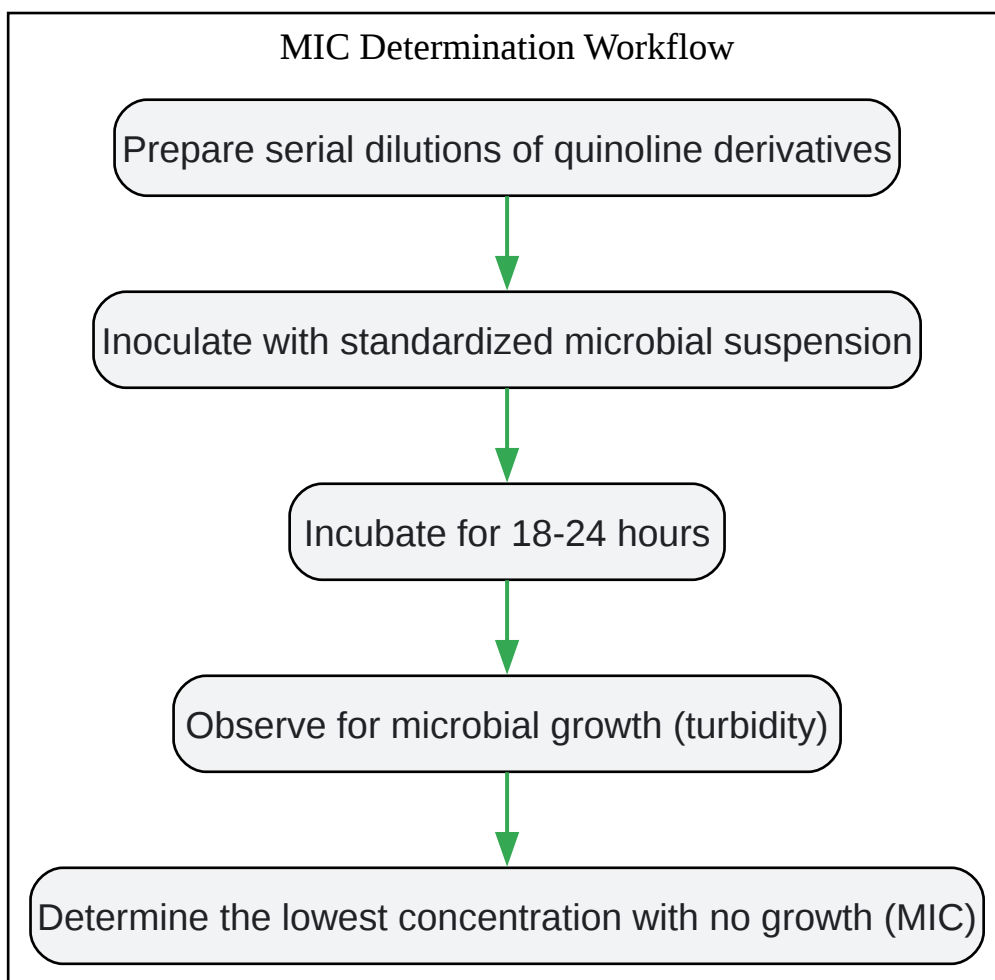 MIC Determination Workflow
Prepare serial dilutions of quinoline derivatives
Inoculate with standardized microbial suspension
Incubate for 18-24 hours
Observe for microbial growth (turbidity)
Determine the lowest concentration with no growth (MIC)